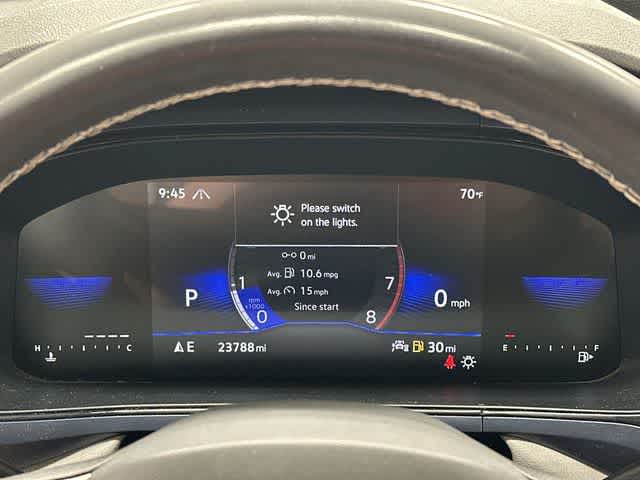 9:45 70°F
Please switch
on the lights.
0 mi
Avg. 10.6 mpg
Avg. 15 mph
Since start
P 1 rpm x1000 0 7 8 0 mph
H C E 23788 mi 30 mi E F